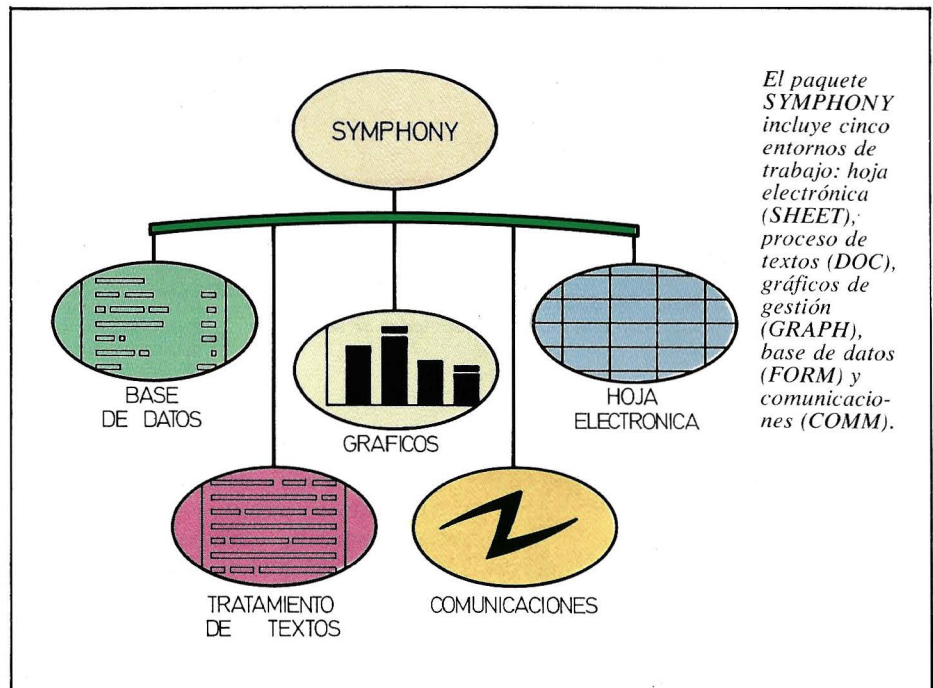 SYMPHONY
BASE
DE DATOS
GRAFICOS
HOJA
ELECTRONICA
TRATAMIENTO
DE TEXTOS
COMUNICACIONES
El paquete
SYMPHONY
incluye cinco
entornos de
trabajo: hoja
electrónica
(SHEET),
proceso de
textos (DOC),
gráficos de
gestión
(GRAPH),
base de datos
(FORM) y
comunicacio-
nes (COMM).